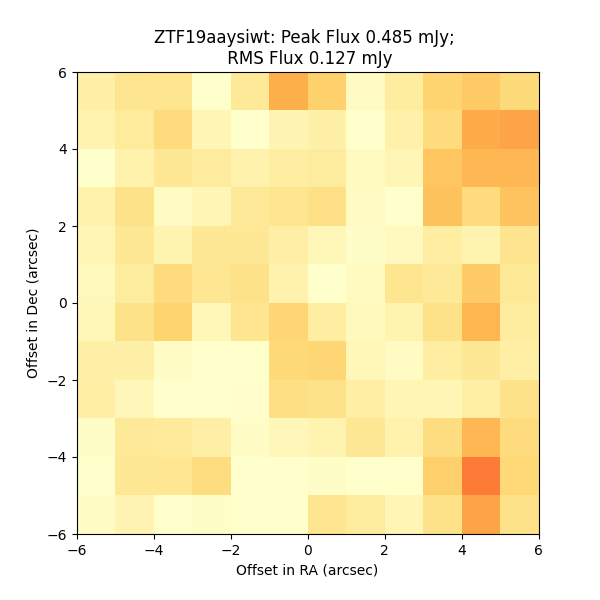 ZTF19aaysiwt: Peak Flux 0.485 mJy;
RMS Flux 0.127 mJy
6
4
2
0
−2
−4
−6
Offset in Dec (arcsec)
−6 −4 −2 0 2 4 6
Offset in RA (arcsec)